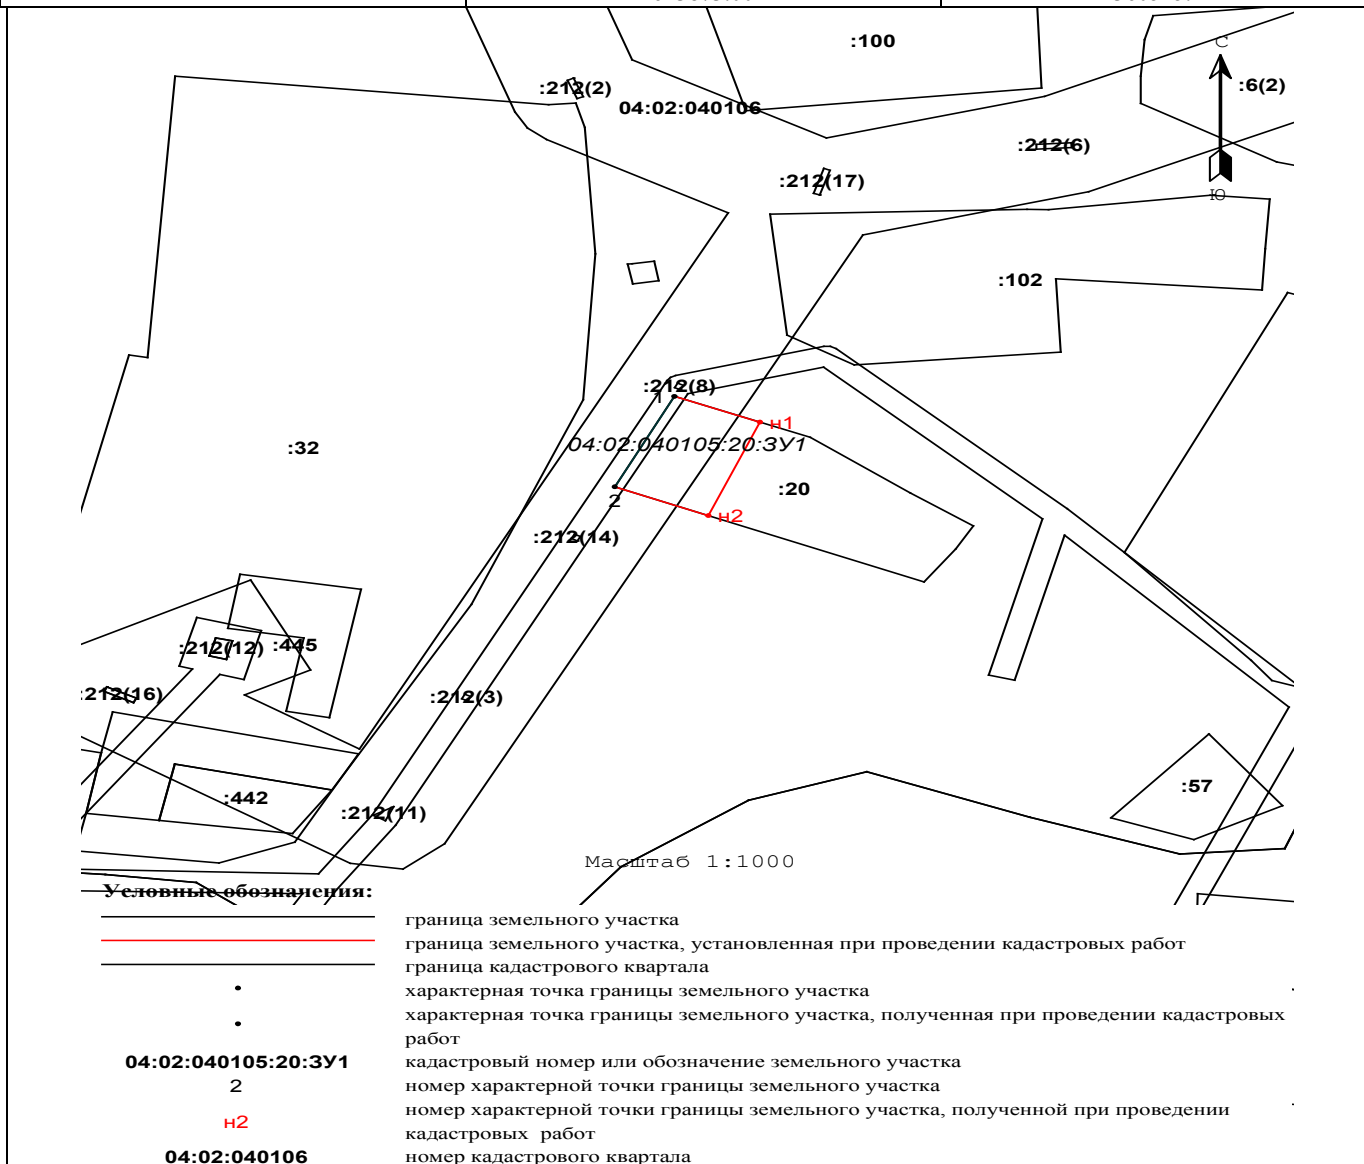 :100
С
:212(2)
:6(2)
04:02:040106
:212(6)
:212(17)
Ю
:102
:212(8)
1
н1
04:02:040105:20:ЗУ1
:32
:20
2
н2
:212(14)
:212(12)
:445
:212(16)
:212(3)
:57
:442
:212(11)
Масштаб 1:1000
Условные обозначения:
граница земельного участка
граница земельного участка, установленная при проведении кадастровых работ
граница кадастрового квартала
характерная точка границы земельного участка
характерная точка границы земельного участка, полученная при проведении кадастровых
работ
04:02:040105:20:ЗУ1 кадастровый номер или обозначение земельного участка
2 номер характерной точки границы земельного участка
н2 номер характерной точки границы земельного участка, полученной при проведении
кадастровых работ
04:02:040106 номер кадастрового квартала